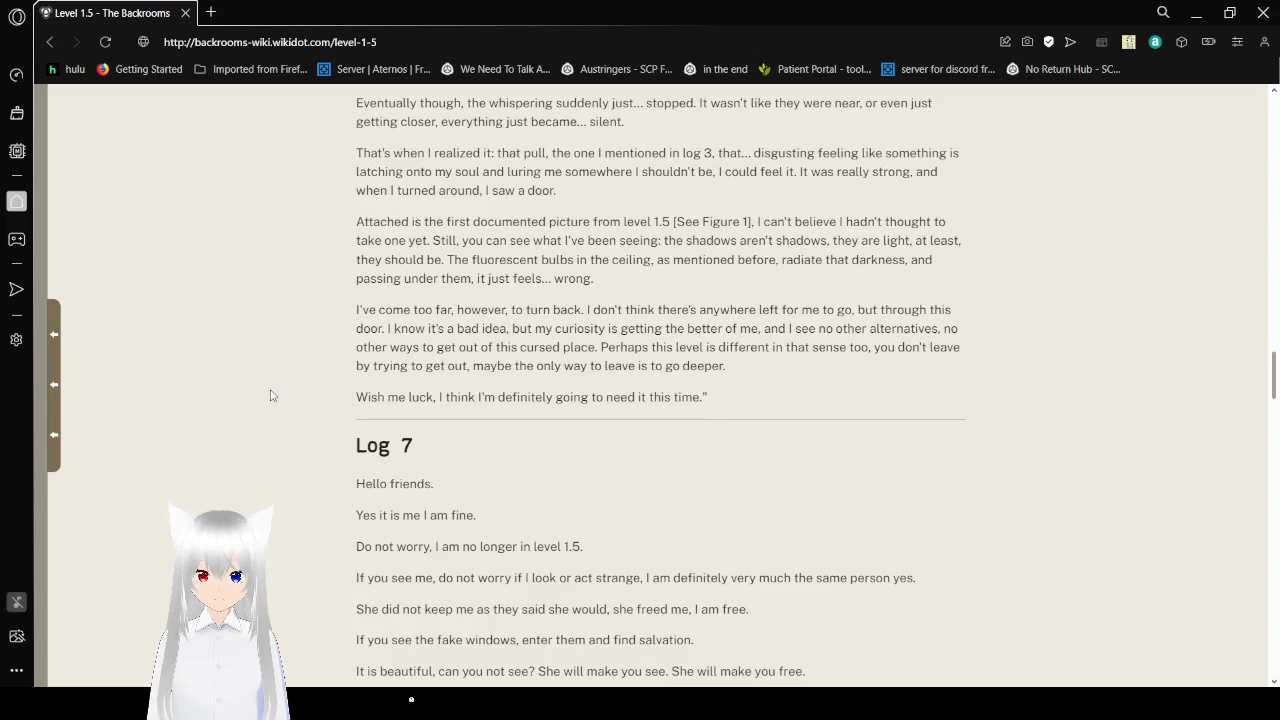 Level 1.5 - The Backrooms
http://backrooms-wiki.wikidot.com/level-1-5
hulu
Getting Started
Imported from Firef...
Server | Aternos | Fr...
We Need To Talk A...
Austringers - SCP F...
in the end
Patient Portal - tool...
server for discord fr...
No Return Hub - SC...
Eventually though, the whispering suddenly just... stopped. It wasn't like they were near, or even just
getting closer, everything just became... silent.
That's when I realized it: that pull, the one I mentioned in log 3, that... disgusting feeling like something is
latching onto my soul and luring me somewhere I shouldn't be, I could feel it. It was really strong, and
when I turned around, I saw a door.
Attached is the first documented picture from level 1.5 [See Figure 1], I can't believe I hadn't thought to
take one yet. Still, you can see what I've been seeing: the shadows aren't shadows, they are light, at least,
they should be. The fluorescent bulbs in the ceiling, as mentioned before, radiate that darkness, and
passing under them, it just feels... wrong.
I've come too far, however, to turn back. I don't think there's anywhere left for me to go, but through this
door. I know it's a bad idea, but my curiosity is getting the better of me, and I see no other alternatives, no
other ways to get out of this cursed place. Perhaps this level is different in that sense too, you don't leave
by trying to get out, maybe the only way to leave is to go deeper.
Wish me luck, I think I'm definitely going to need it this time."
Log 7
Hello friends.
Yes it is me I am fine.
Do not worry, I am no longer in level 1.5.
If you see me, do not worry if I look or act strange, I am definitely very much the same person yes.
She did not keep me as they said she would, she freed me, I am free.
If you see the fake windows, enter them and find salvation.
It is beautiful, can you not see? She will make you see. She will make you free.